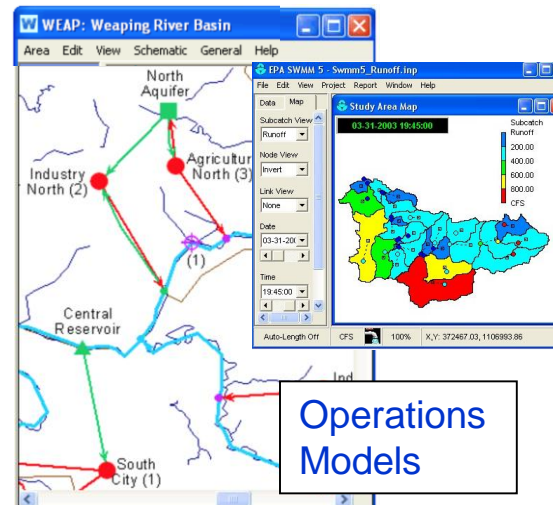 WEAP: Weaping River Basin
Area Edit View Schematic General Help
North
Aquifer
Industry
North (2)
Agricultur
North (3)
(1)
Central
Reservoir
South
City (1)
EPA SWMM 5 - Swmm5_Runoff.inp
File Edit View Project Report Window Help
Data Map
Subcatch View
Runoff
Node View
Invert
Link View
None
Date
03-31-200
Time
19:45:00
Study Area Map
03-31-2003 19:45:00
Subcatch
Runoff
200.00
400.00
600.00
800.00
CFS
Auto-Length Off CFS 100% X,Y: 372467.03, 1106993.86
Operations
Models